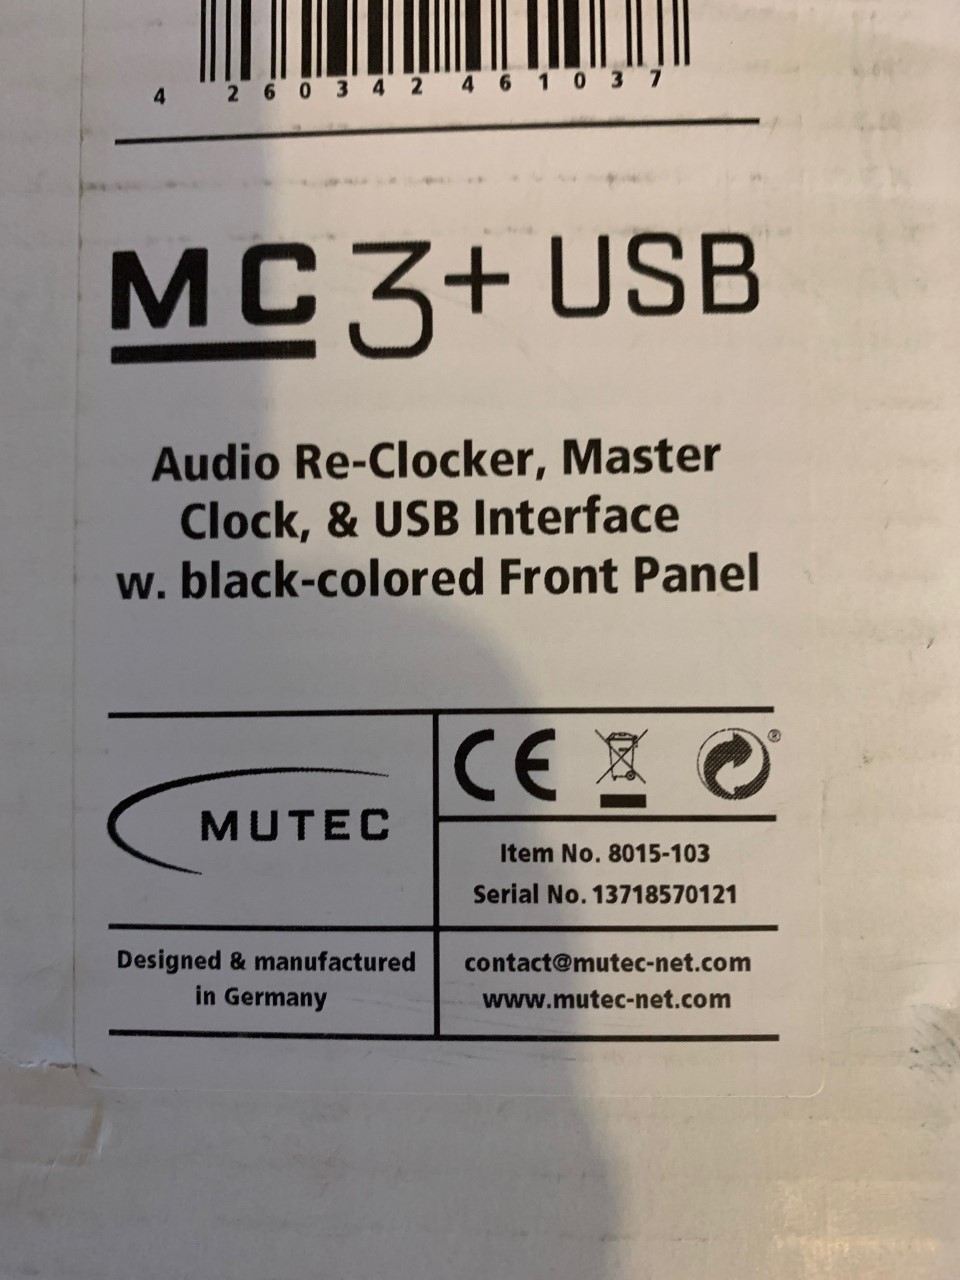 4 260342 461037
MC3+ USB
Audio Re-Clocker, Master
Clock, & USB Interface
w. black-colored Front Panel
CE
®
MUTEC
Item No. 8015-103
Serial No. 13718570121
Designed & manufactured
in Germany
contact@mutec-net.com
www.mutec-net.com